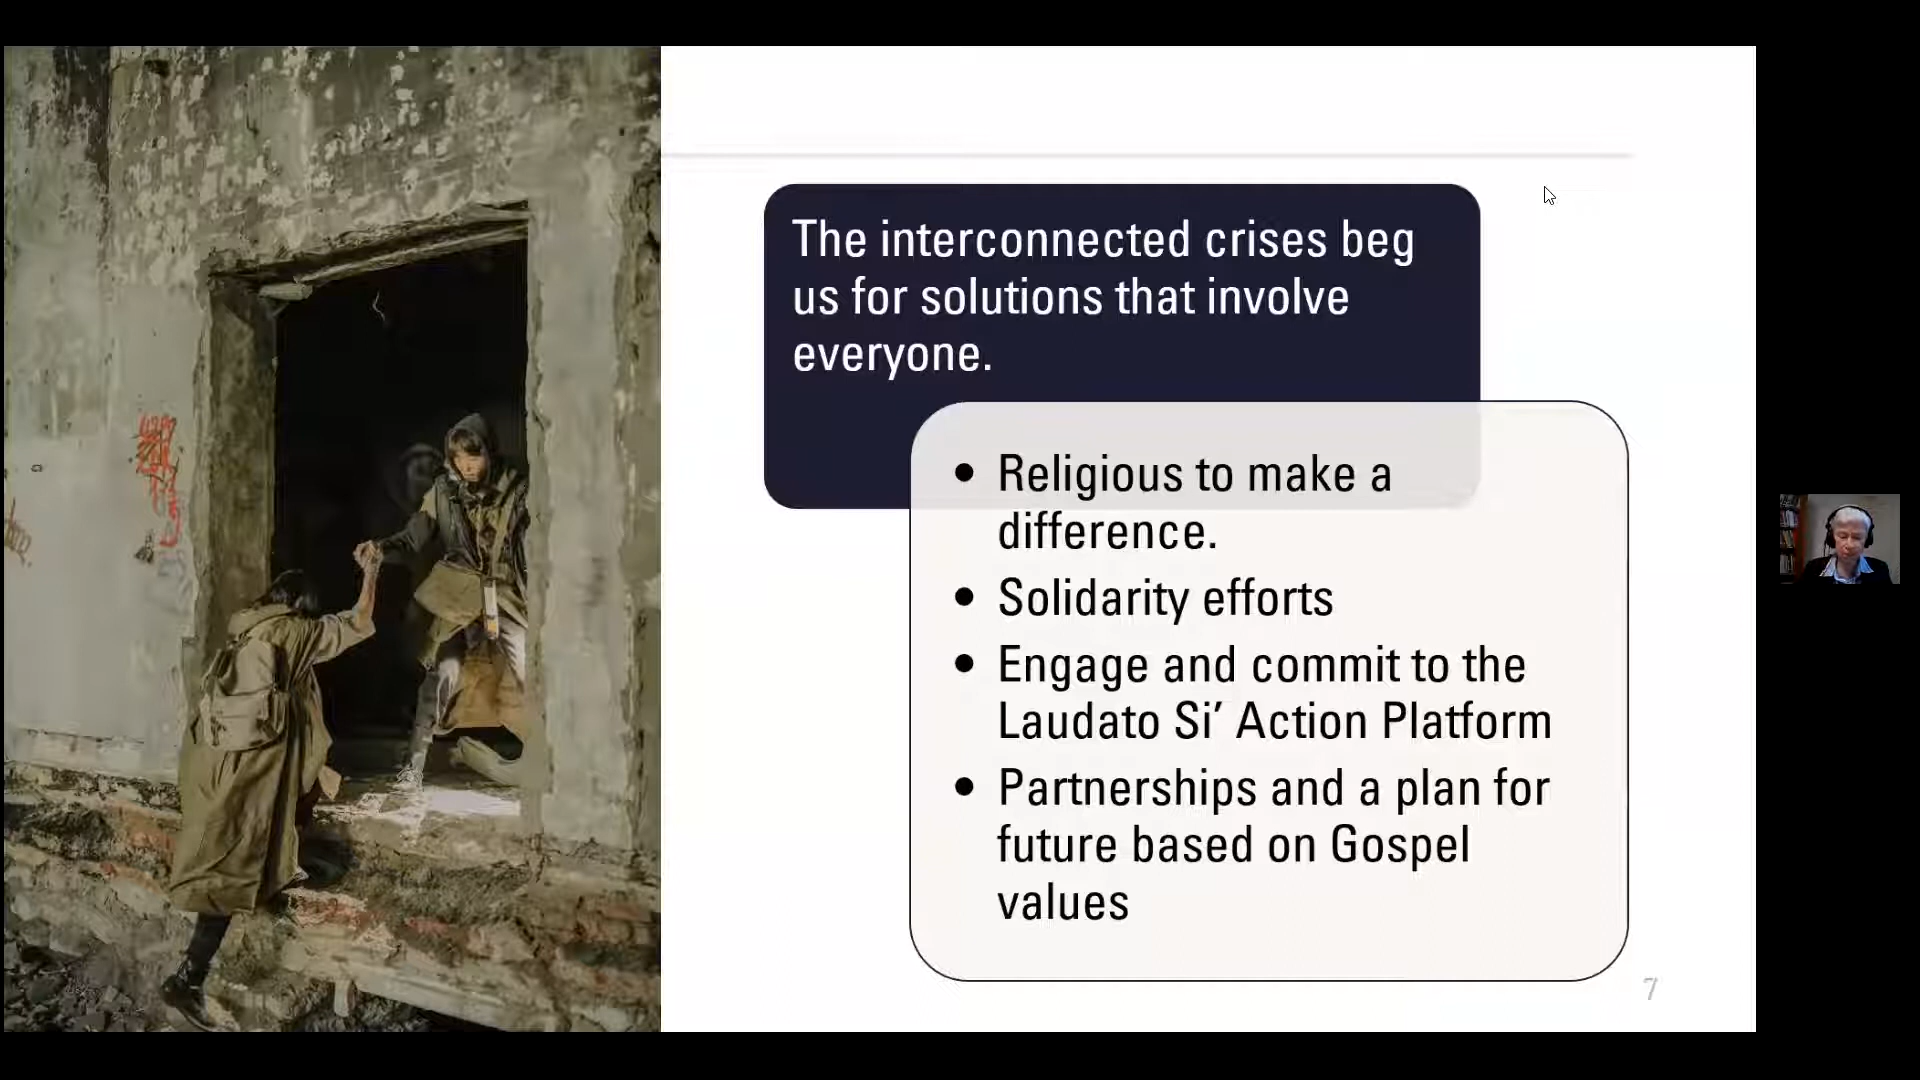 The interconnected crises beg
us for solutions that involve
everyone.
• Religious to make a
difference.
• Solidarity efforts
• Engage and commit to the
Laudato Si’ Action Platform
• Partnerships and a plan for
future based on Gospel
values
7